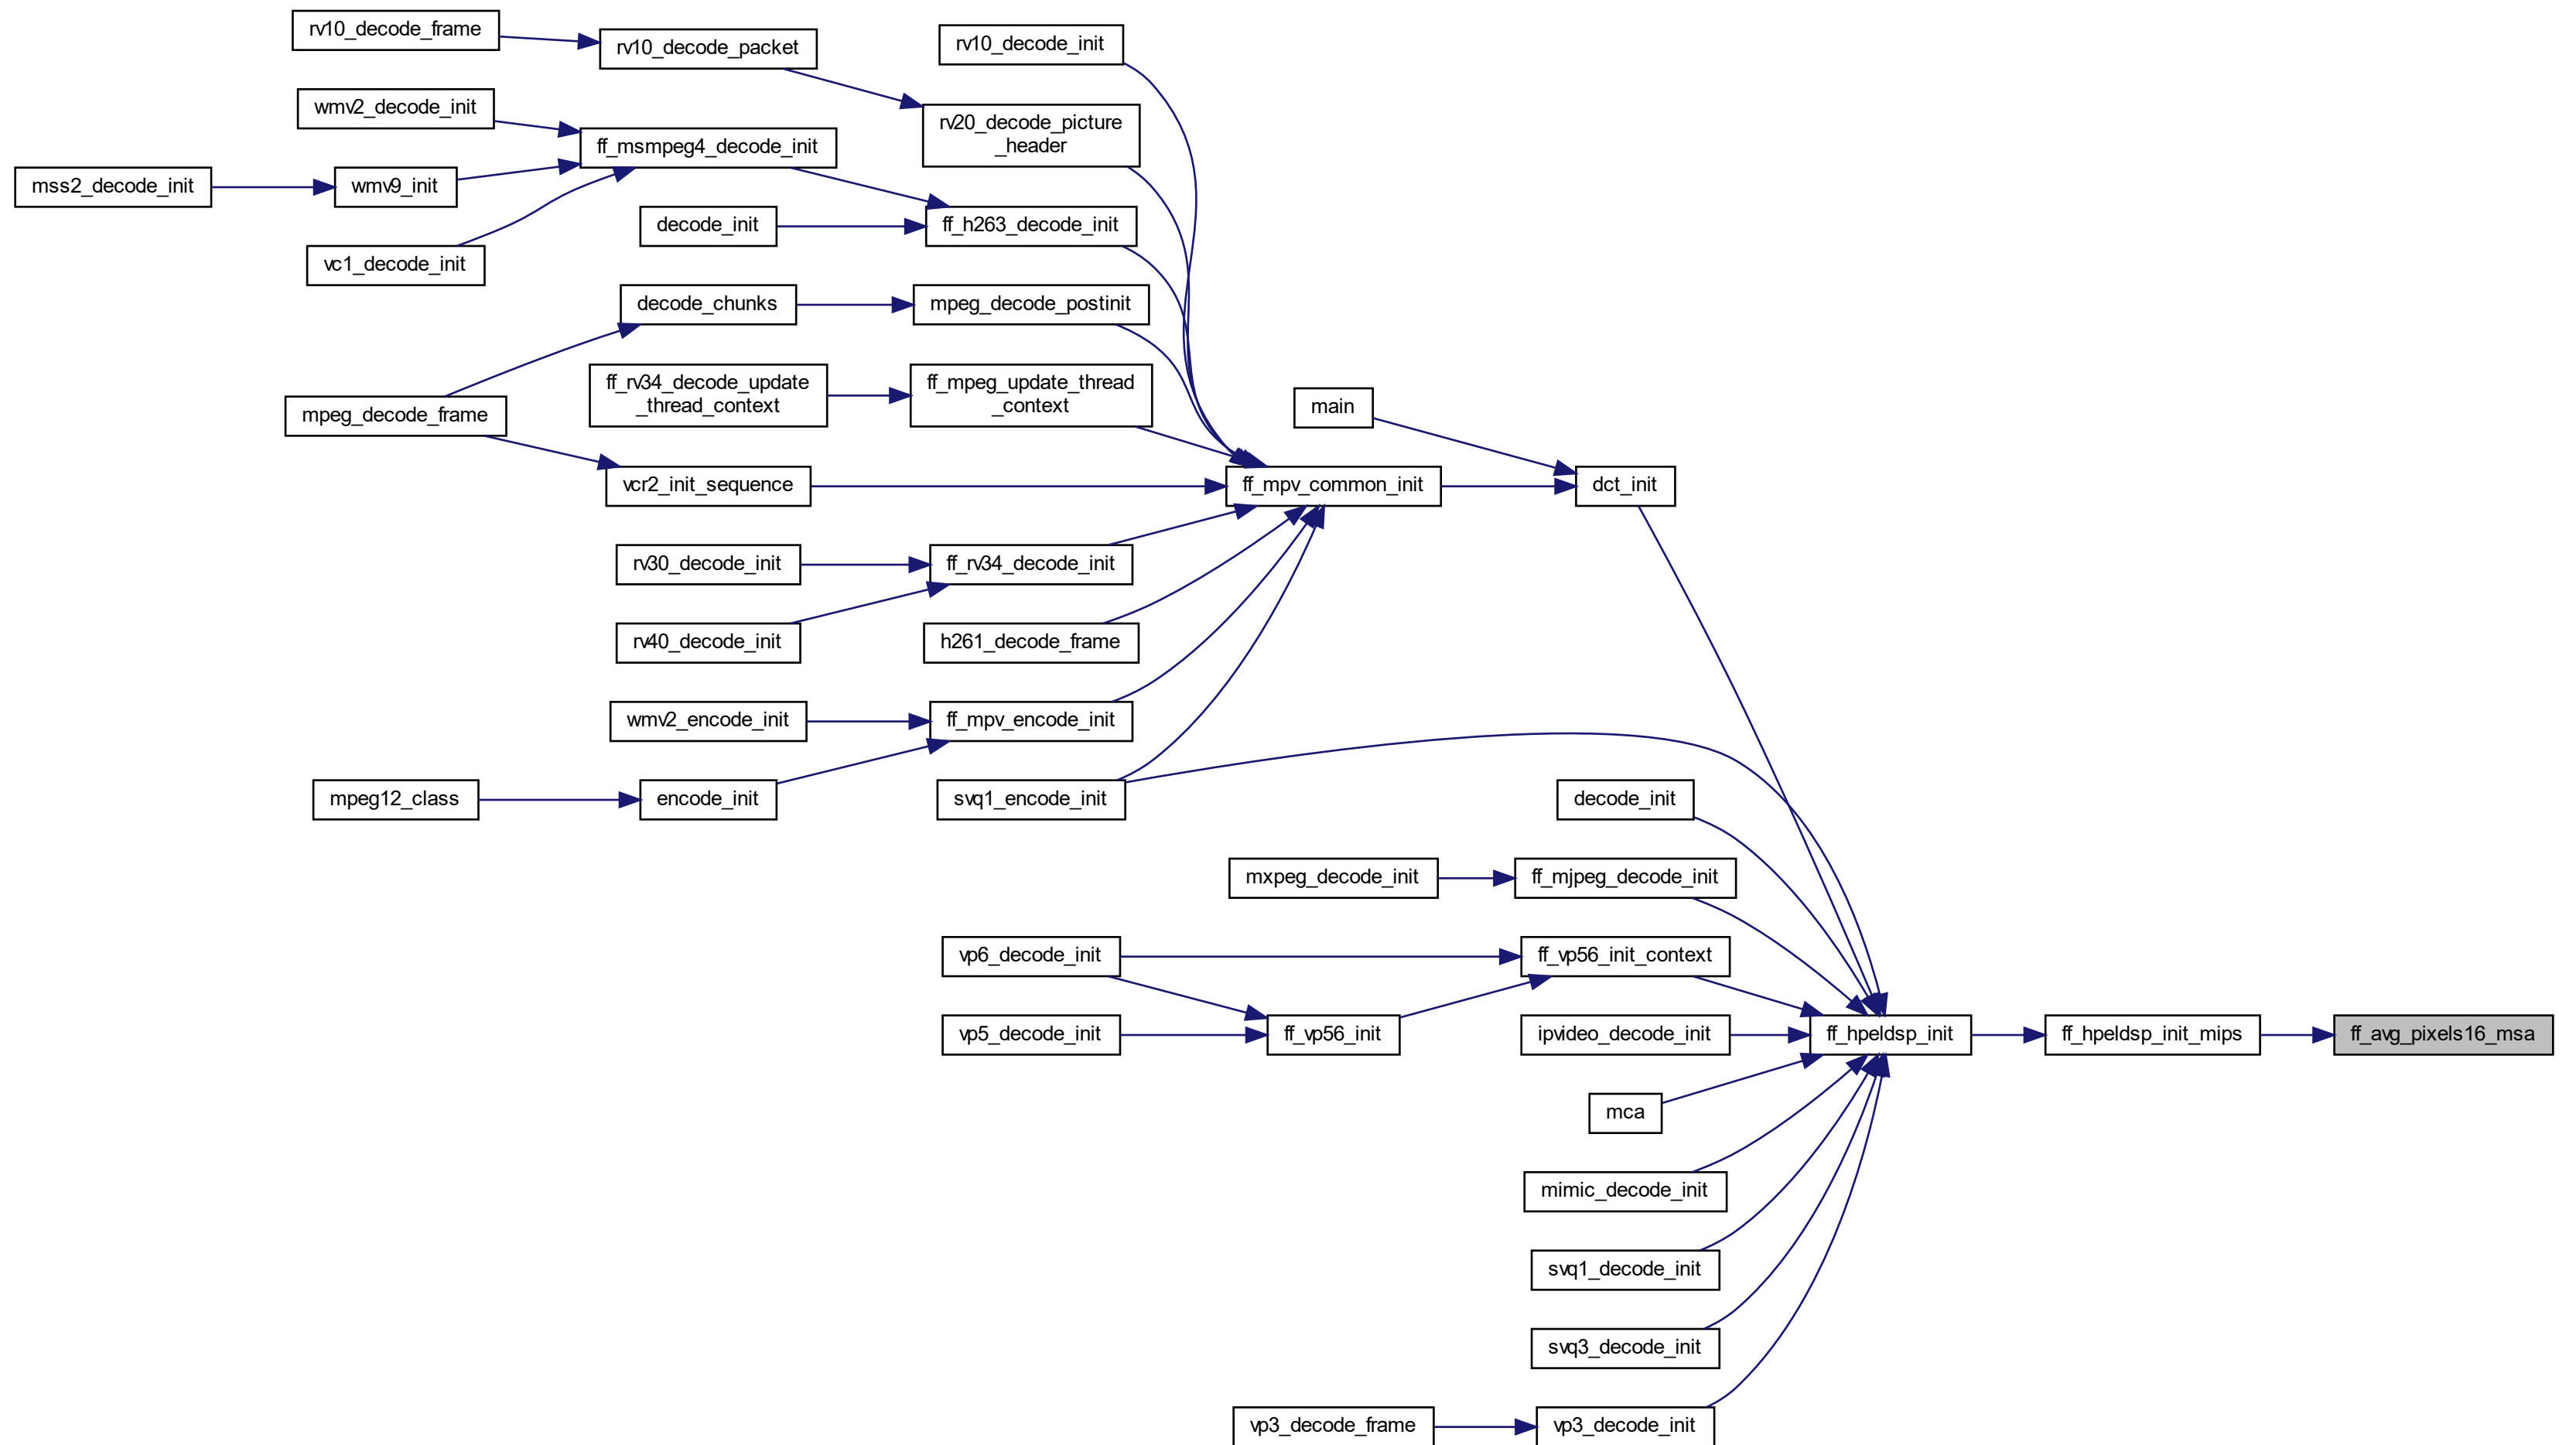 rv10_decode_frame
rv10_decode_packet
rv10_decode_init
wmv2_decode_init
rv20_decode_picture
_header
ff_msmpeg4_decode_init
mss2_decode_init
wmv9_init
decode_init
ff_h263_decode_init
vc1_decode_init
decode_chunks
mpeg_decode_postinit
ff_rv34_decode_update
_thread_context
ff_mpeg_update_thread
_context
main
mpeg_decode_frame
vcr2_init_sequence
ff_mpv_common_init
dct_init
rv30_decode_init
ff_rv34_decode_init
rv40_decode_init
h261_decode_frame
wmv2_encode_init
ff_mpv_encode_init
mpeg12_class
encode_init
svq1_encode_init
decode_init
mxpeg_decode_init
ff_mjpeg_decode_init
vp6_decode_init
ff_vp56_init_context
vp5_decode_init
ff_vp56_init
ipvideo_decode_init
ff_hpeldsp_init
ff_hpeldsp_init_mips
ff_avg_pixels16_msa
mca
mimic_decode_init
svq1_decode_init
svq3_decode_init
vp3_decode_frame
vp3_decode_init